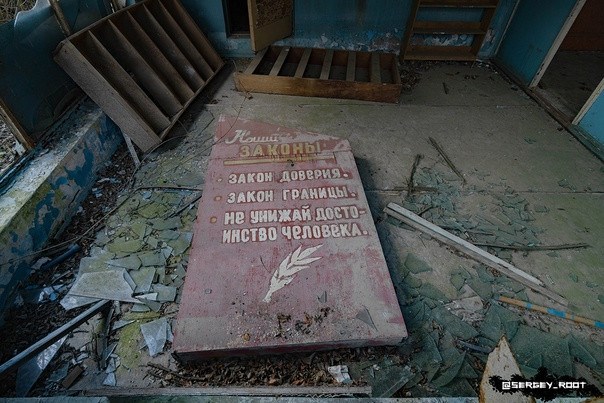 Наши
ЗАКОНЫ
ЗАКОН ДОВЕРИЯ.
ЗАКОН ГРАНИЦЫ.
НЕ УНИЖАЙ ДОСТО-
ИНСТВО ЧЕЛОВЕКА.
@SERGEY_ROOT